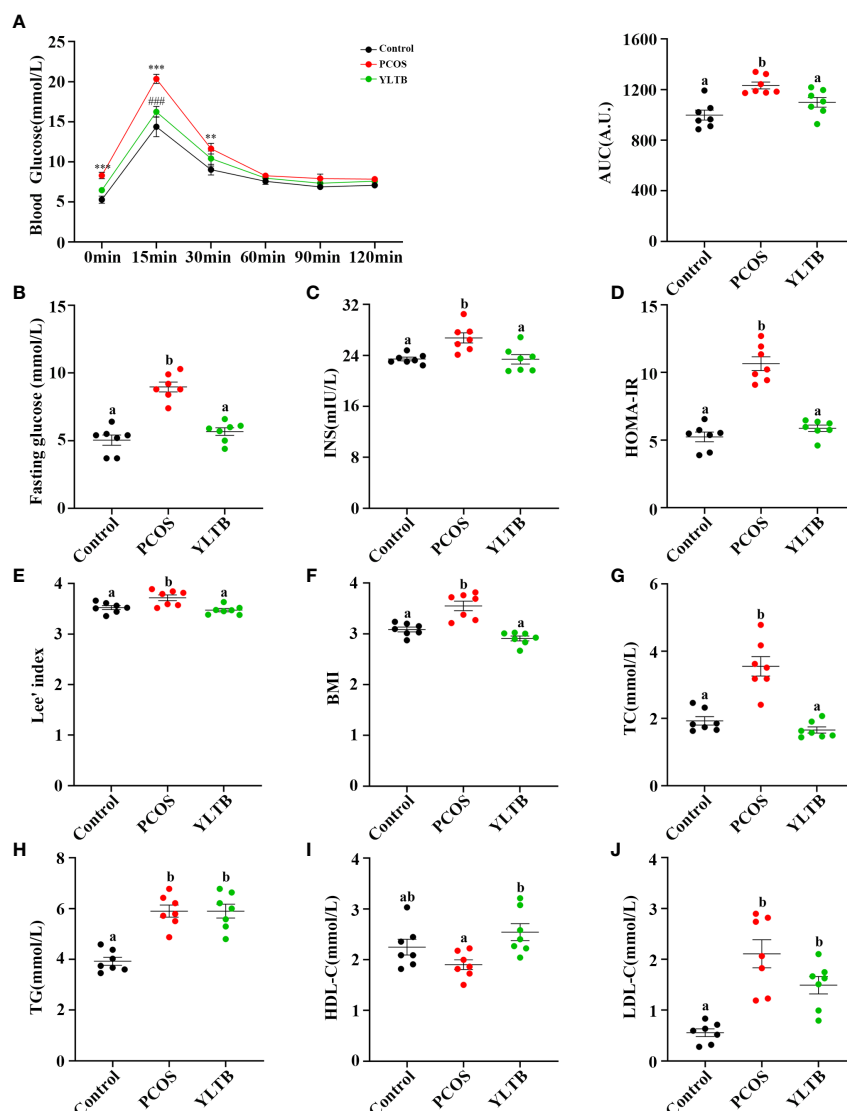 A
Blood Glucose(mmol/L)
25
20
15
10
5
0
***
###
***
**
Control
PCOS
YLTB
0min 15min 30min 60min 90min 120min
AUC(A.U.)
1600
1200
800
400
0
a b a
Control PCOS YLTB
B
Fasting glucose (mmol/L)
15
10
5
0
a b a
Control PCOS YLTB
C
INS(mIU/L)
32
24
16
8
0
a b a
Control PCOS YLTB
D
HOMA-IR
15
10
5
0
a b a
Control PCOS YLTB
E
Lee' index
4
3
2
1
0
a b a
Control PCOS YLTB
F
BMI
4
3
2
1
0
a b a
Control PCOS YLTB
G
TC(mmol/L)
6
4
2
0
a b a
Control PCOS YLTB
H
TG(mmol/L)
8
6
4
2
0
a b b
Control PCOS YLTB
I
HDL-C(mmol/L)
4
3
2
1
0
ab a b
Control PCOS YLTB
J
LDL-C(mmol/L)
4
3
2
1
0
a b b
Control PCOS YLTB